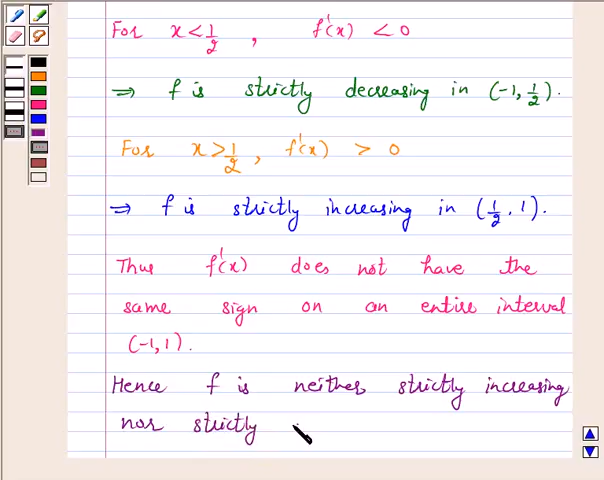 For x < 1/2 , f'(x) < 0
⇒ f is strictly decreasing in (-1, 1/2).
For x > 1/2 , f'(x) > 0
⇒ f is strictly increasing in (1/2, 1).
Thus f'(x) does not have the
same sign on an entire interval
(-1, 1).
Hence f is neither strictly increasing
nor strictly